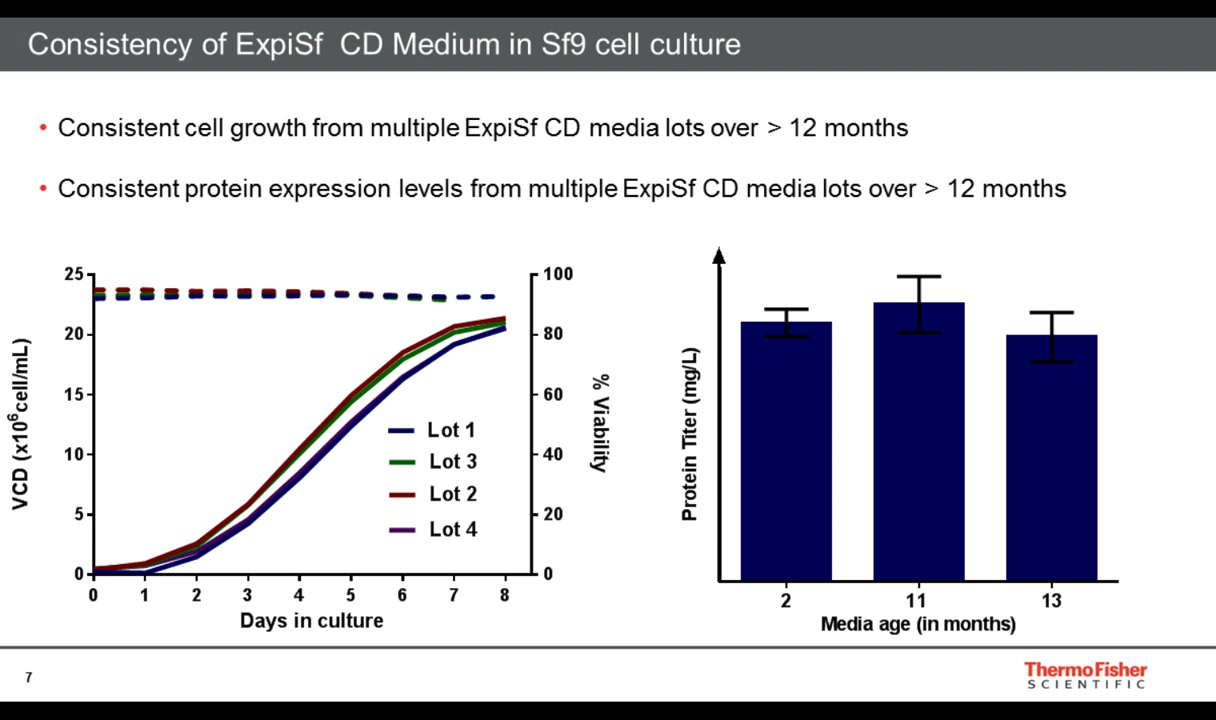 Consistency of ExpiSf CD Medium in Sf9 cell culture
• Consistent cell growth from multiple ExpiSf CD media lots over > 12 months
• Consistent protein expression levels from multiple ExpiSf CD media lots over > 12 months
25
20
15
10
5
0
VCD (x10⁶cell/mL)
100
80
60
40
20
0
% Viability
Lot 1
Lot 3
Lot 2
Lot 4
0 1 2 3 4 5 6 7 8
Days in culture
Protein Titer (mg/L)
2 11 13
Media age (in months)
7
ThermoFisher
SCIENTIFIC